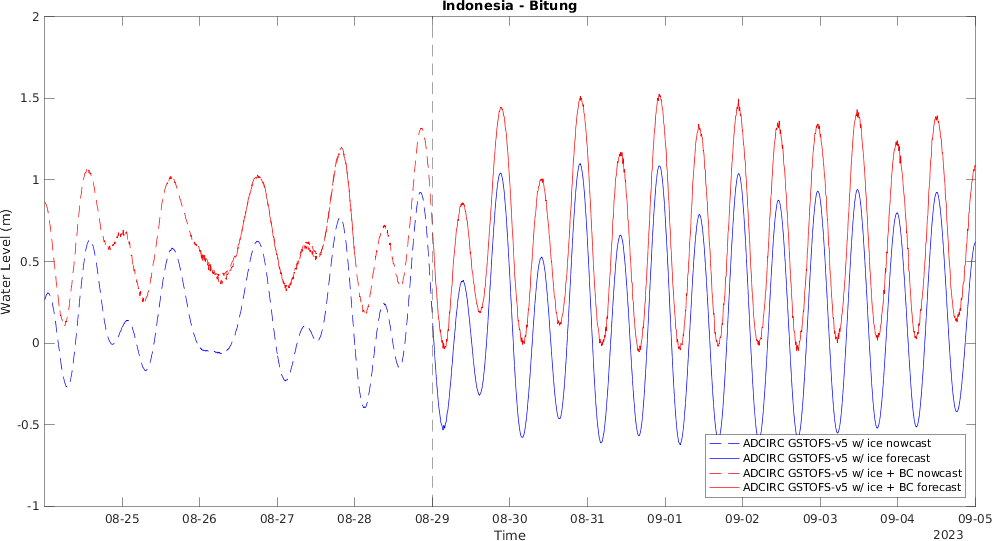 Indonesia - Bitung
2
1.5
1
0.5
0
-0.5
-1
Water Level (m)
ADCIRC GSTOFS-v5 w/ ice nowcast
ADCIRC GSTOFS-v5 w/ ice forecast
ADCIRC GSTOFS-v5 w/ ice + BC nowcast
ADCIRC GSTOFS-v5 w/ ice + BC forecast
08-25 08-26 08-27 08-28 08-29 08-30 08-31 09-01 09-02 09-03 09-04 09-05
Time
2023